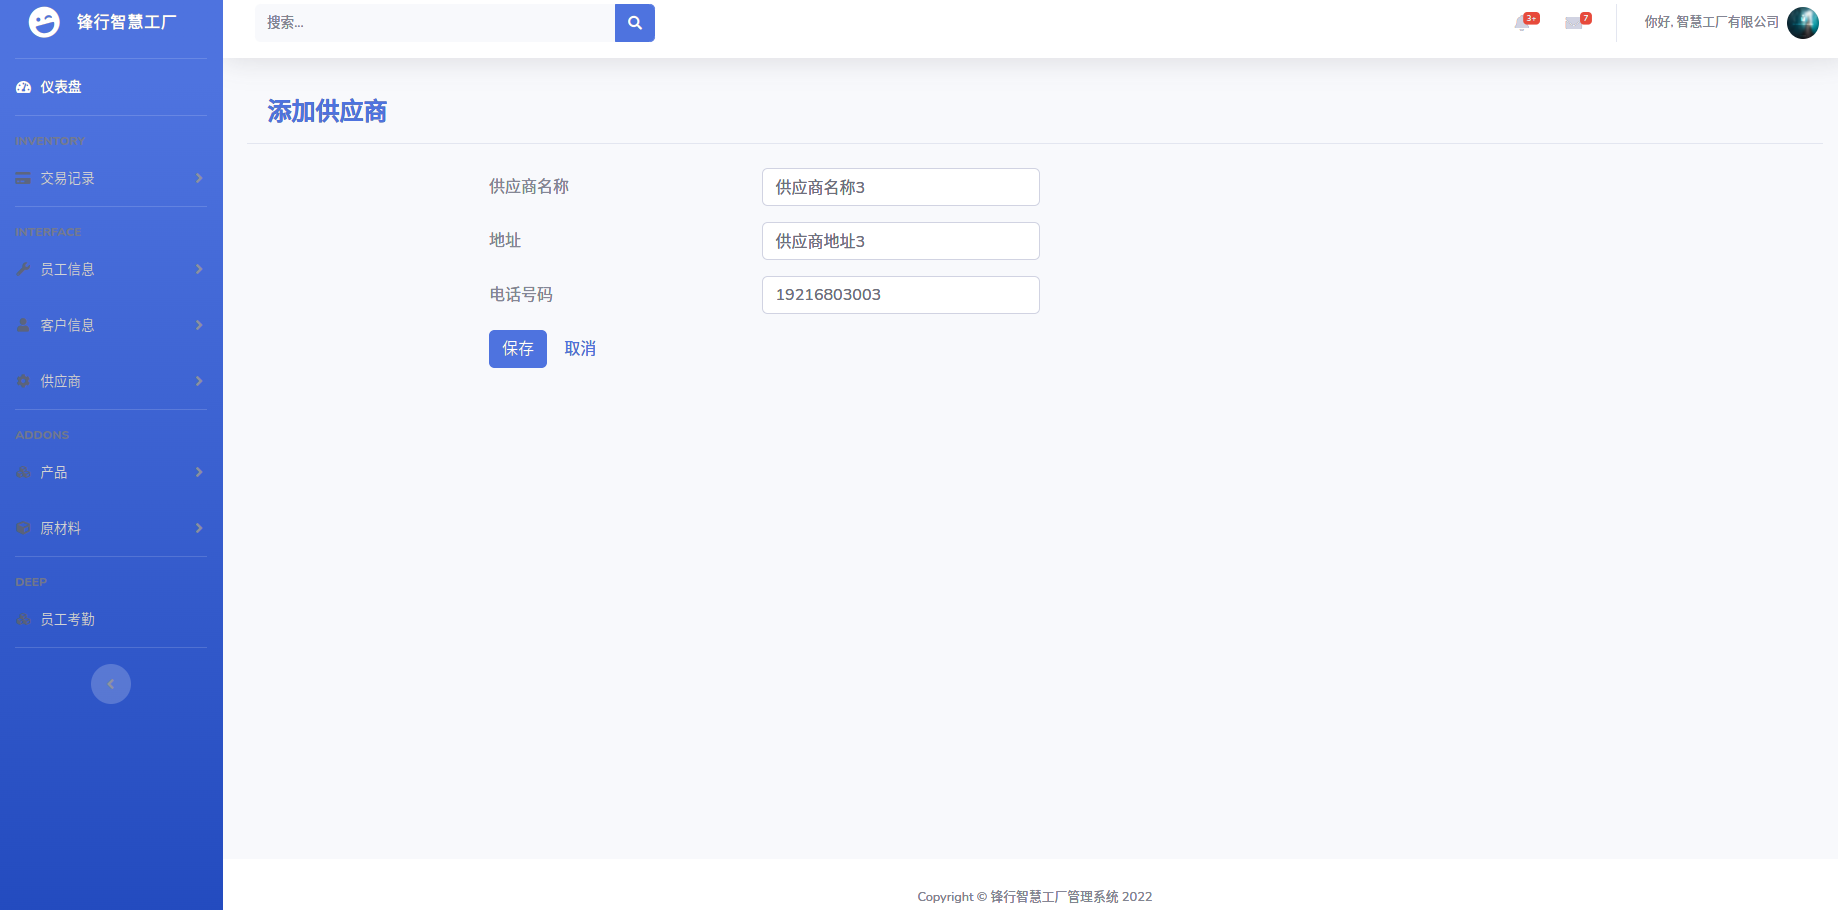 锋行智慧工厂
搜索...
3+
7
你好, 智慧工厂有限公司
仪表盘
INVENTORY
交易记录
INTERFACE
员工信息
客户信息
供应商
ADDONS
产品
原材料
DEEP
员工考勤
添加供应商
供应商名称 供应商名称3
地址 供应商地址3
电话号码 19216803003
保存 取消
Copyright © 锋行智慧工厂管理系统 2022